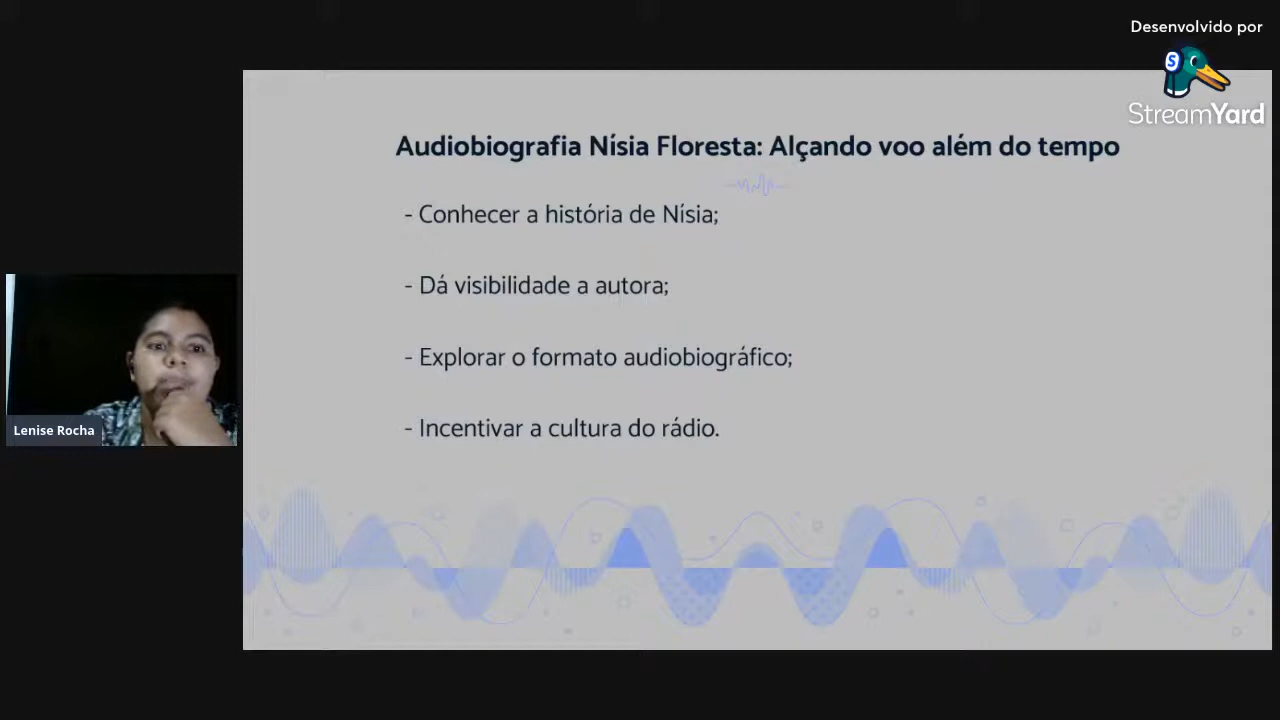 Desenvolvido por
S
StreamYard
Audiobiografia Nísia Floresta: Alçando voo além do tempo
- Conhecer a história de Nísia;
- Dá visibilidade a autora;
- Explorar o formato audiobiográfico;
- Incentivar a cultura do rádio.
Lenise Rocha